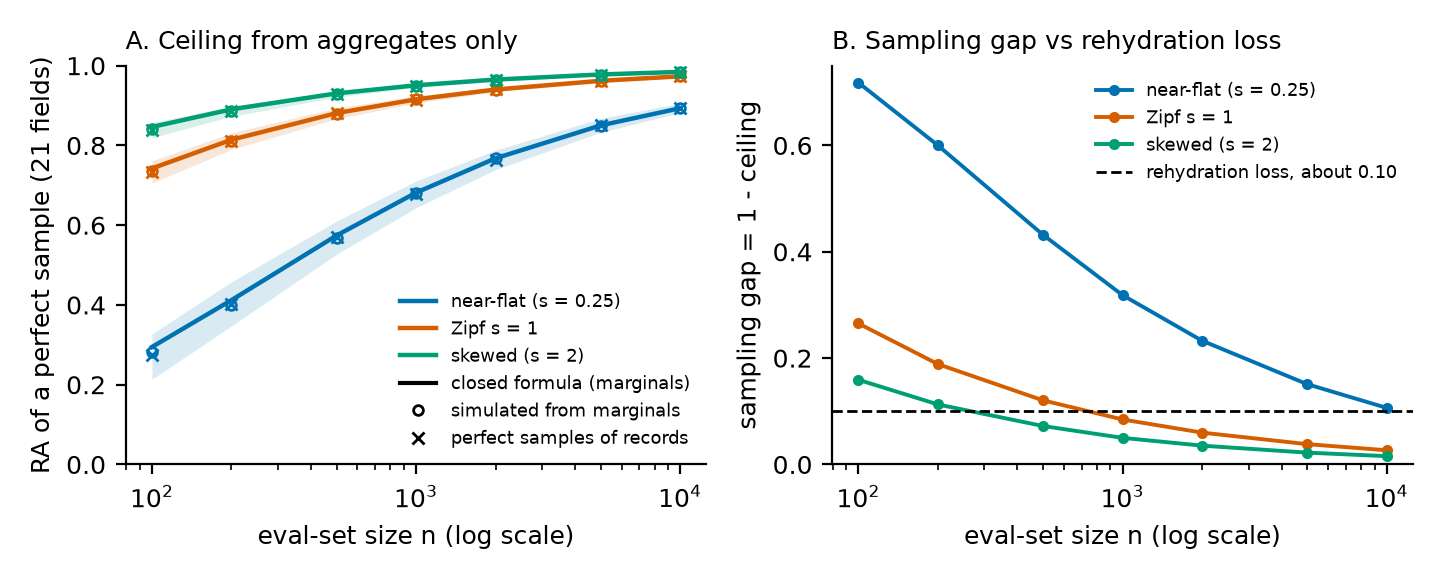 A. Ceiling from aggregates only
RA of a perfect sample (21 fields)
1.0
0.8
0.6
0.4
0.2
0.0
near-flat (s = 0.25)
Zipf s = 1
skewed (s = 2)
closed formula (marginals)
simulated from marginals
perfect samples of records
10²
10³
10⁴
eval-set size n (log scale)
B. Sampling gap vs rehydration loss
sampling gap = 1 - ceiling
0.6
0.4
0.2
0.0
near-flat (s = 0.25)
Zipf s = 1
skewed (s = 2)
rehydration loss, about 0.10
10²
10³
10⁴
eval-set size n (log scale)